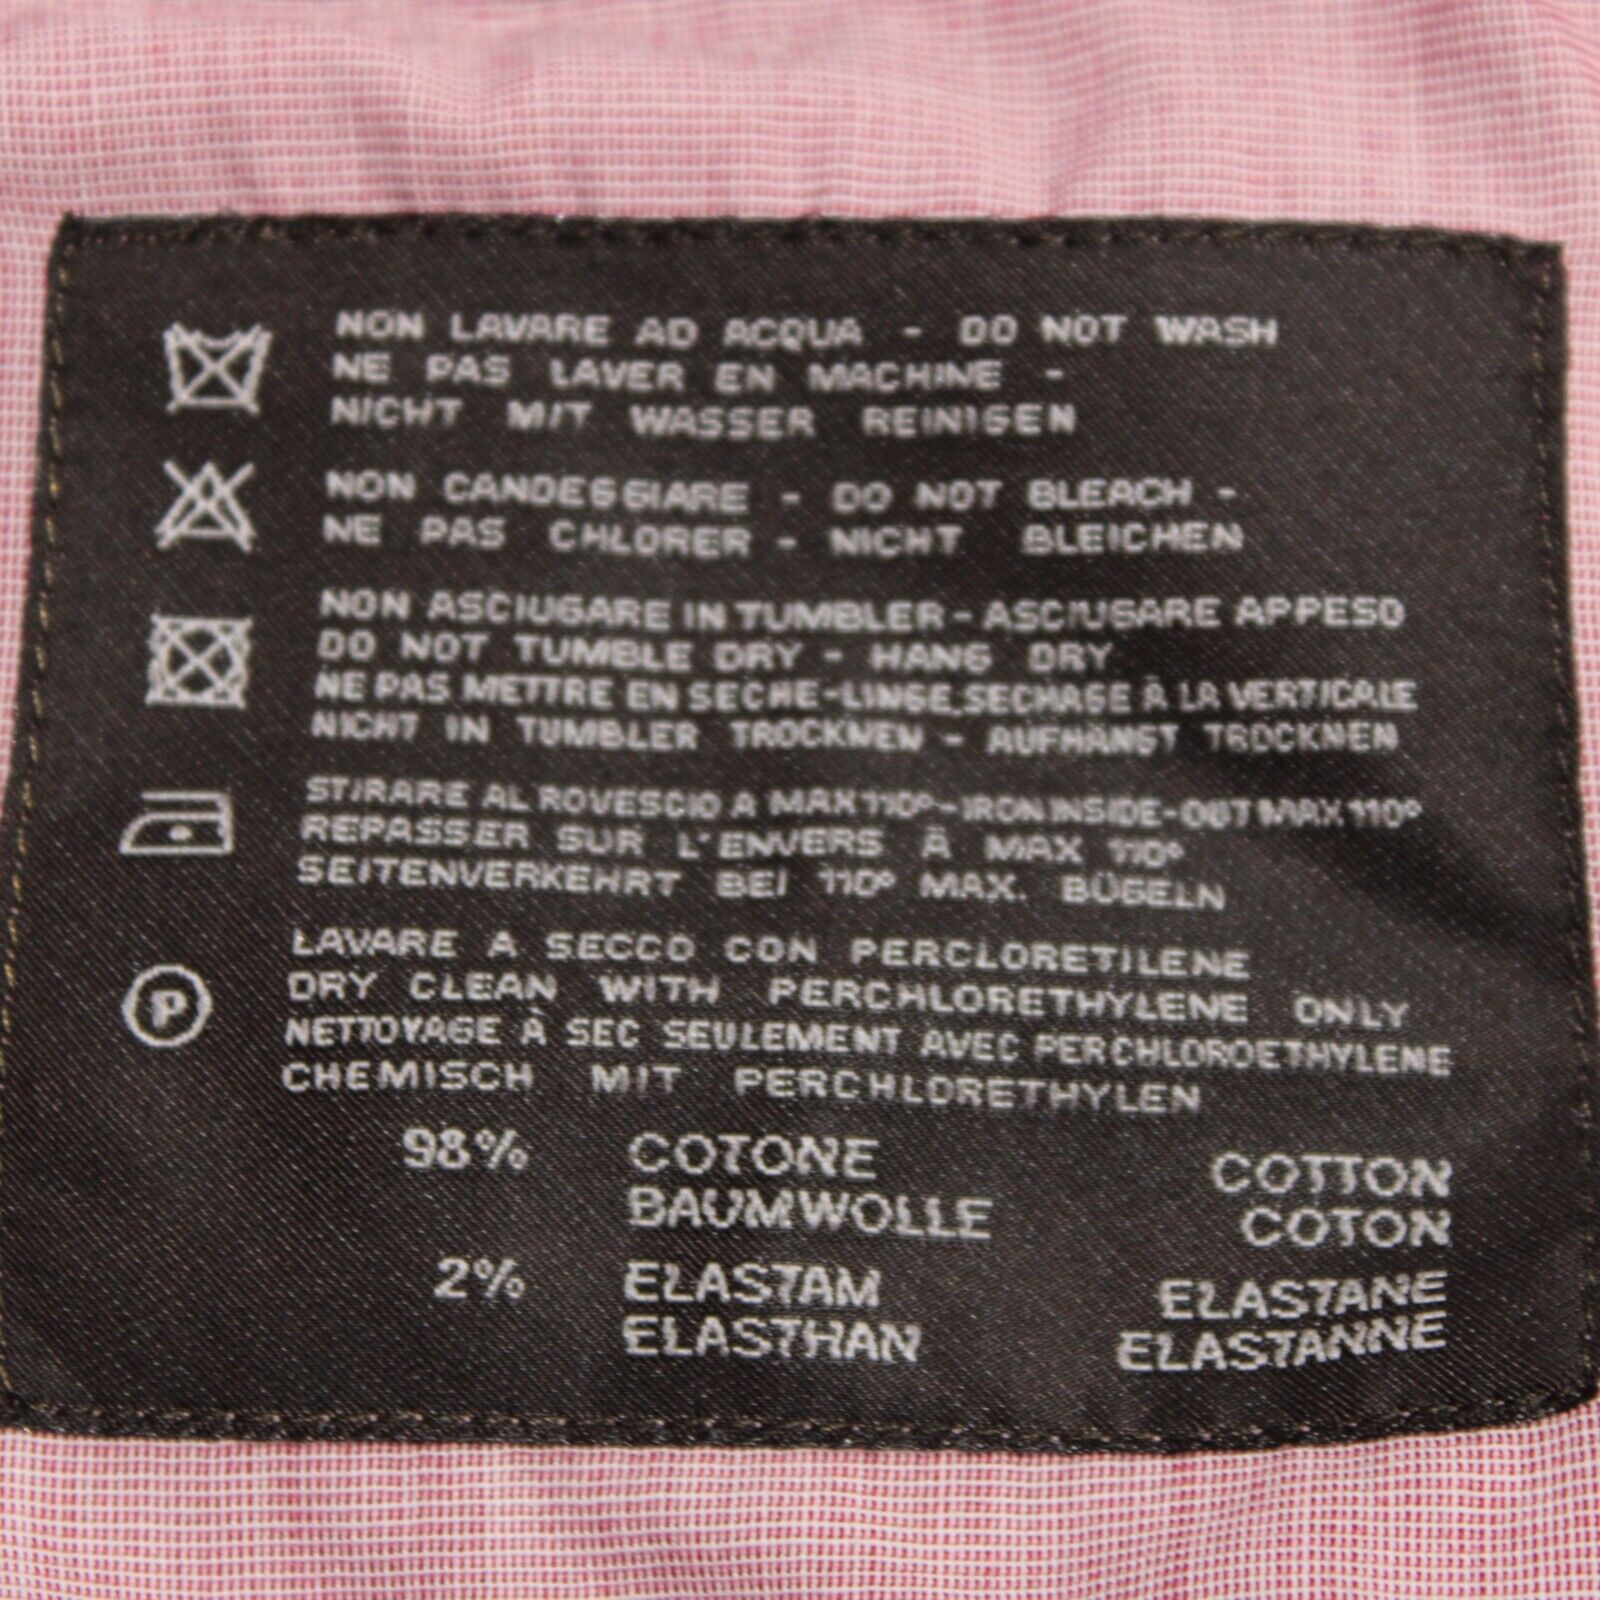 NON LAVARE AD ACQUA - DO NOT WASH
NE PAS LAVER EN MACHINE -
NICHT MIT WASSER REINIGEN
NON CANDEGGIARE - DO NOT BLEACH -
NE PAS CHLORER - NICHT BLEICHEN
NON ASCIUGARE IN TUMBLER - ASCIUGARE APPESO
DO NOT TUMBLE DRY - HANG DRY
NE PAS METTRE EN SECHE-LINGE, SECHAGE À LA VERTICALE
NICHT IN TUMBLER TROCKNEN - AUFHÄNGT TROCKNEN
STIRARE AL ROVESCIO A MAX 110° - IRON INSIDE-OUT MAX 110°
REPASSER SUR L'ENVERS À MAX 110°
SEITENVERKEHRT BEI 110° MAX. BÜGELN
LAVARE A SECCO CON PERCLORETILENE
P DRY CLEAN WITH PERCHLORETHYLENE ONLY
NETTOYAGE À SEC SEULEMENT AVEC PERCHLOROETHYLENE
CHEMISCH MIT PERCHLORETHYLEN
98% COTONE COTTON
BAUMWOLLE COTON
2% ELASTAM ELASTANE
ELASTHAN ELASTANNE